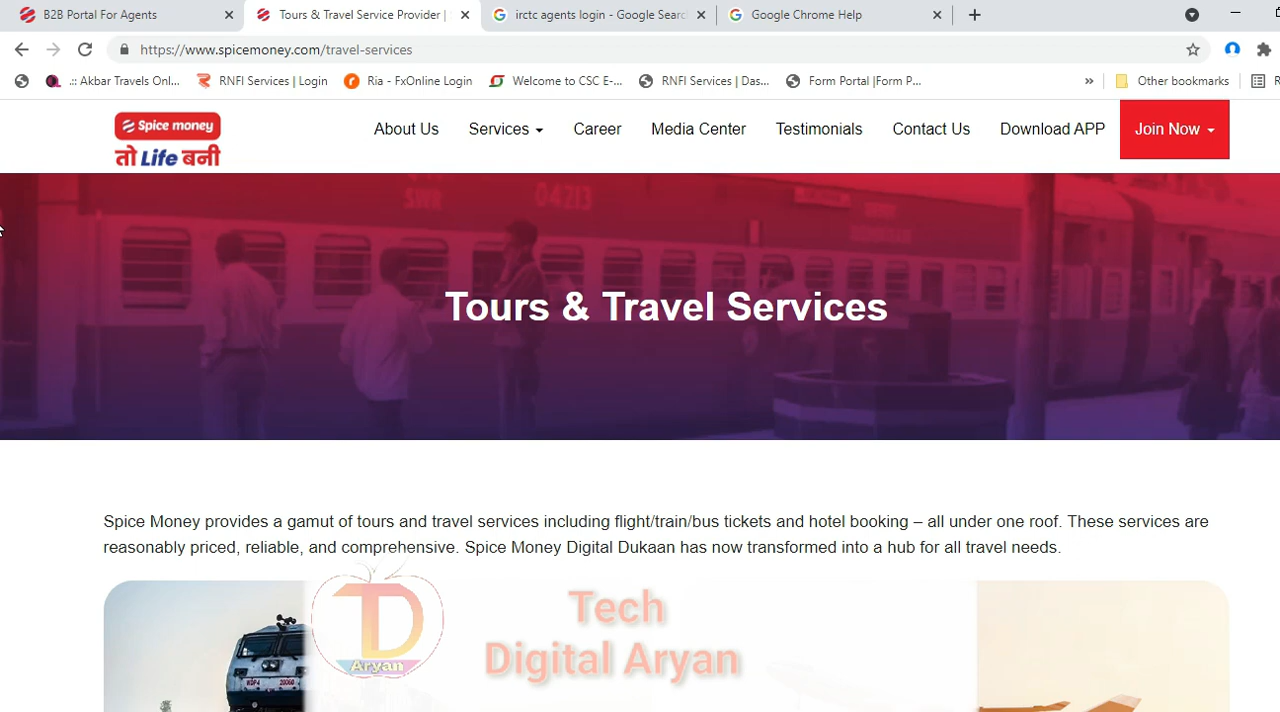 B2B Portal For Agents
Tours & Travel Service Provider |
irctc agents login - Google Searc
Google Chrome Help
https://www.spicemoney.com/travel-services
.:: Akbar Travels Onl...
RNFI Services | Login
Ria - FxOnline Login
Welcome to CSC E-...
RNFI Services | Das...
Form Portal |Form P...
»
Other bookmarks
R
Spice money
तो Life बनी
About Us
Services
Career
Media Center
Testimonials
Contact Us
Download APP
Join Now
SWR
04213
Tours & Travel Services
Spice Money provides a gamut of tours and travel services including flight/train/bus tickets and hotel booking – all under one roof. These services are
reasonably priced, reliable, and comprehensive. Spice Money Digital Dukaan has now transformed into a hub for all travel needs.
TD
Aryan
Tech
Digital Aryan